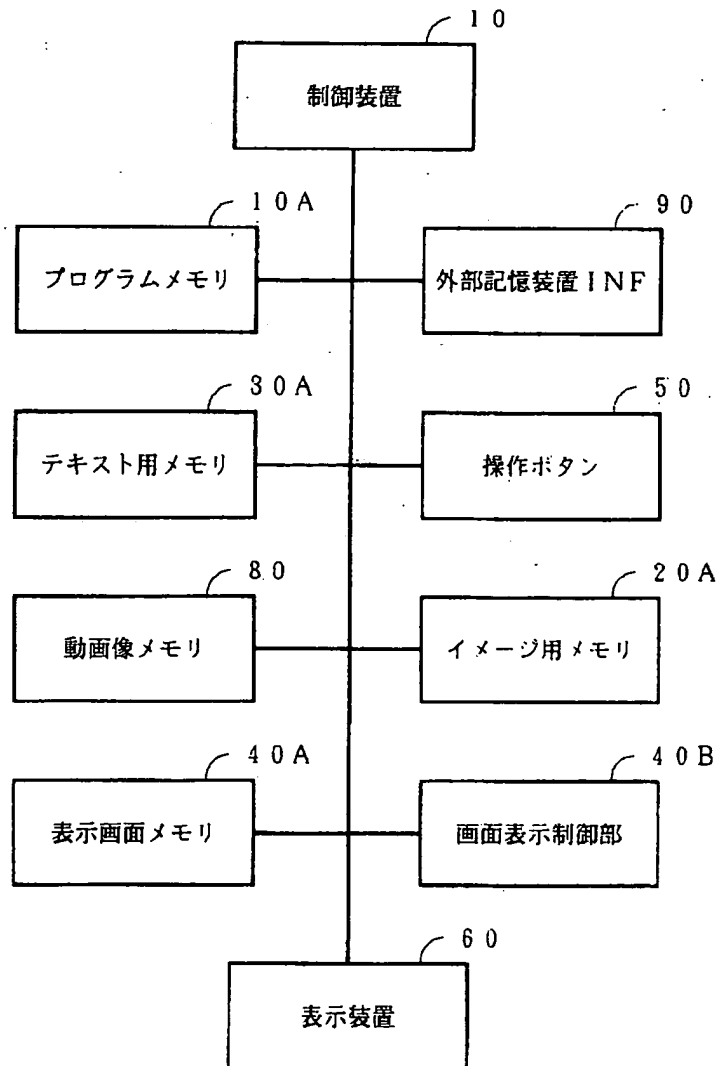 10
制御装置
10A
プログラムメモリ
90
外部記憶装置INF
30A
テキスト用メモリ
50
操作ボタン
80
動画像メモリ
20A
イメージ用メモリ
40A
表示画面メモリ
40B
画面表示制御部
60
表示装置